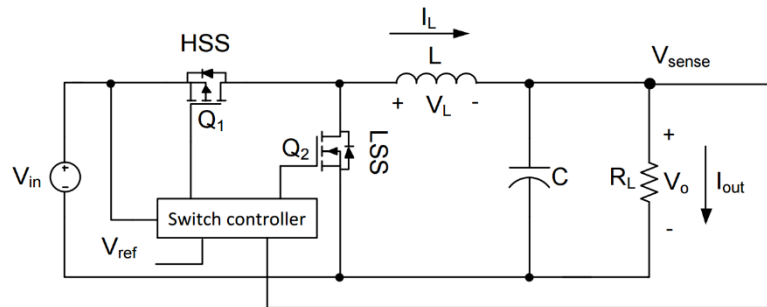 I_L
HSS
L
V_sense
+ V_L -
Q_1
Q_2
LSS
+
V_in
+
-
C
R_L
V_o
I_out
Switch controller
-
V_ref